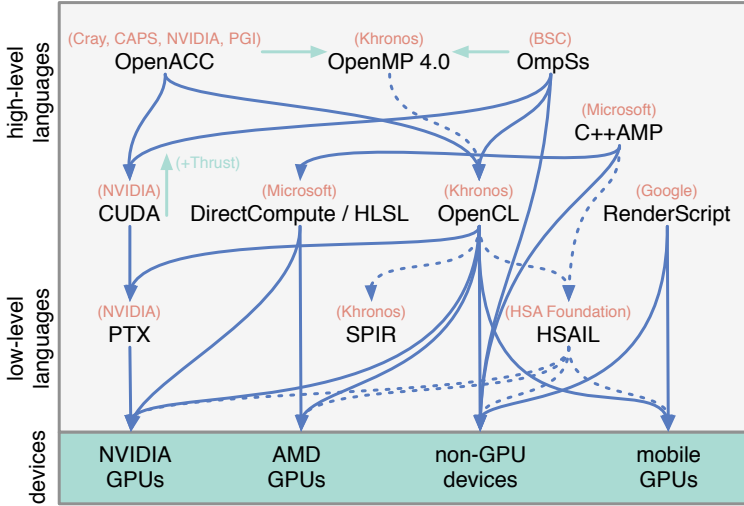 high-level
languages
(Cray, CAPS, NVIDIA, PGI)
OpenACC
(Khronos)
OpenMP 4.0
(BSC)
OmpSs
(Microsoft)
C++AMP
(+Thrust)
(NVIDIA)
CUDA
(Microsoft)
DirectCompute / HLSL
(Khronos)
OpenCL
(Google)
RenderScript
low-level
languages
(NVIDIA)
PTX
(Khronos)
SPIR
(HSA Foundation)
HSAIL
devices
NVIDIA
GPUs
AMD
GPUs
non-GPU
devices
mobile
GPUs